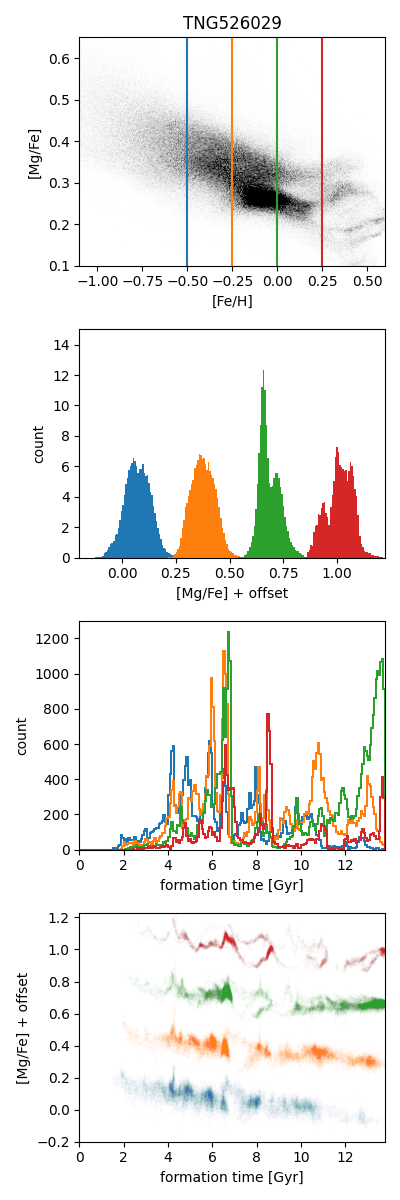 TNG526029
[Mg/Fe]
0.6
0.5
0.4
0.3
0.2
0.1
−1.00 −0.75 −0.50 −0.25 0.00 0.25 0.50
[Fe/H]
count
14
12
10
8
6
4
2
0
0.00 0.25 0.50 0.75 1.00
[Mg/Fe] + offset
count
1200
1000
800
600
400
200
0
0 2 4 6 8 10 12
formation time [Gyr]
[Mg/Fe] + offset
1.2
1.0
0.8
0.6
0.4
0.2
0.0
−0.2
0 2 4 6 8 10 12
formation time [Gyr]